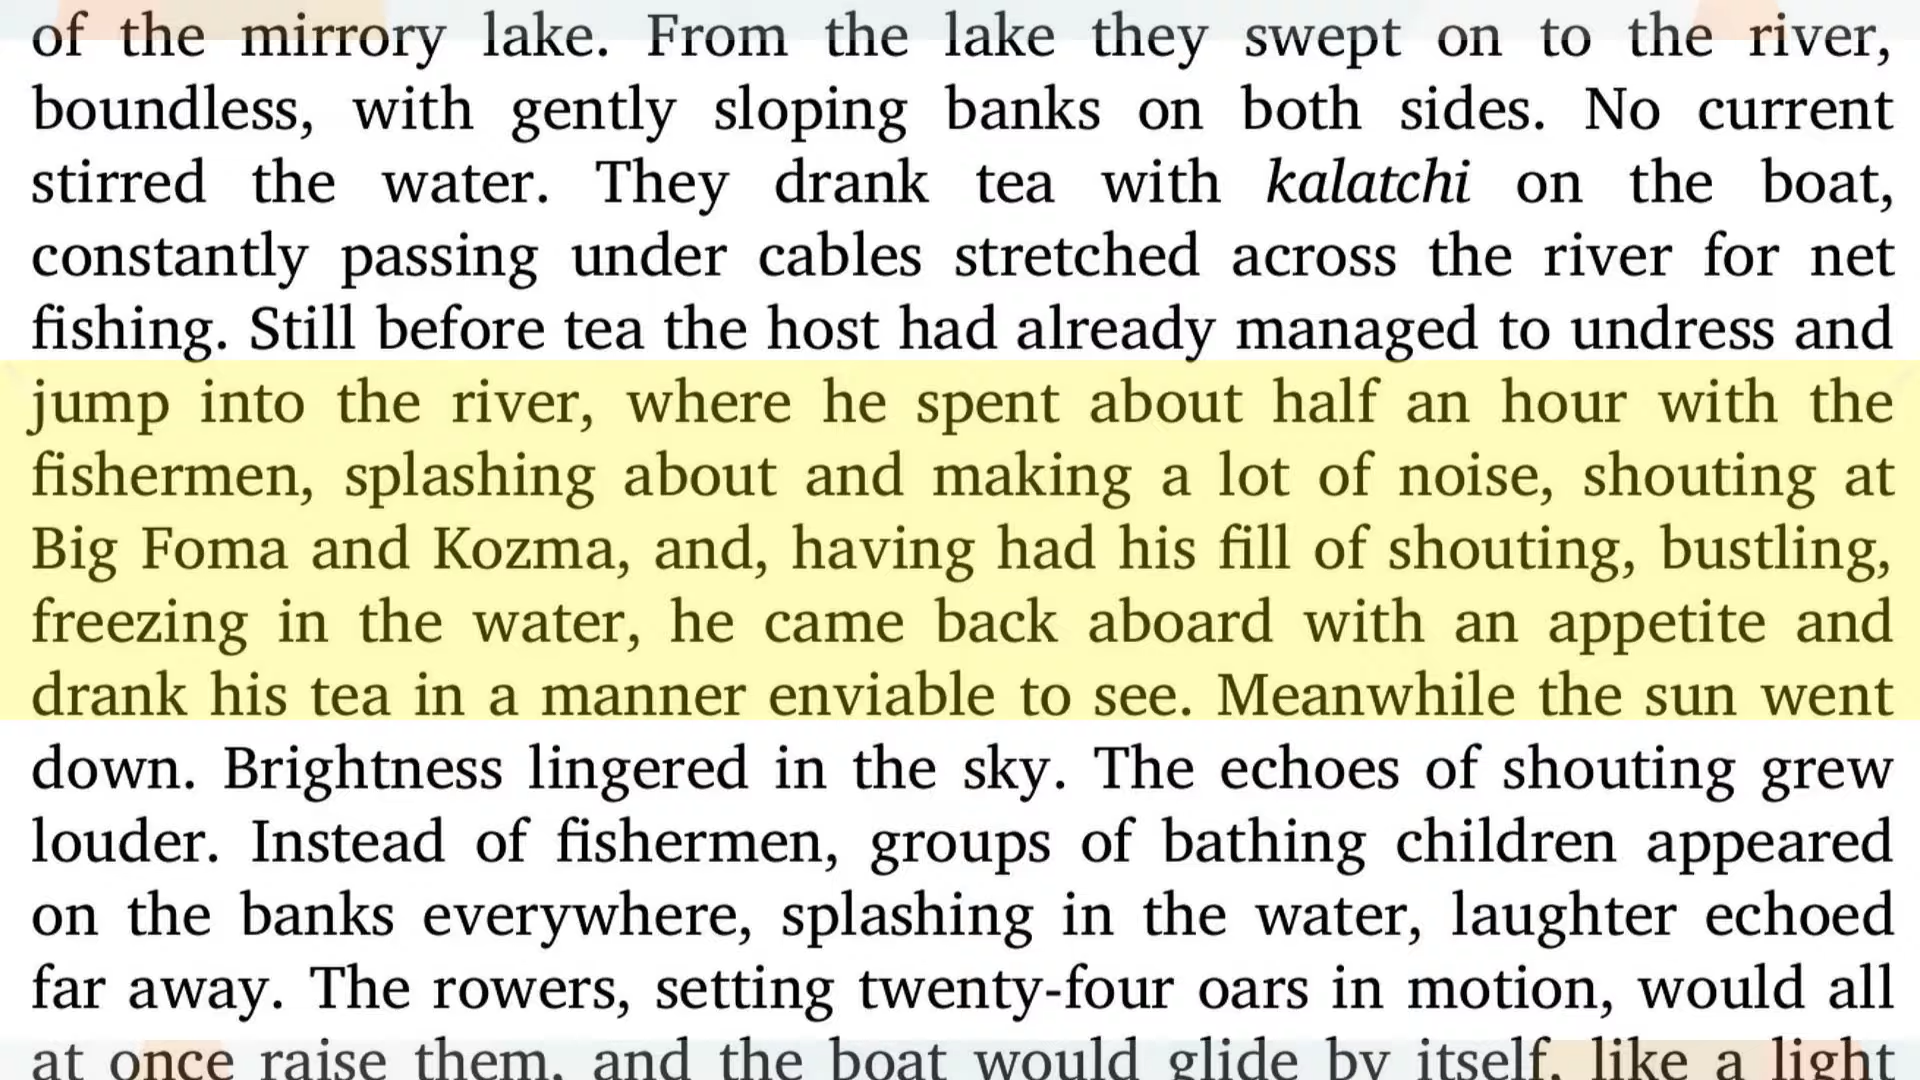 of the mirrory lake. From the lake they swept on to the river,
boundless, with gently sloping banks on both sides. No current
stirred the water. They drank tea with kalatchi on the boat,
constantly passing under cables stretched across the river for net
fishing. Still before tea the host had already managed to undress and
jump into the river, where he spent about half an hour with the
fishermen, splashing about and making a lot of noise, shouting at
Big Foma and Kozma, and, having had his fill of shouting, bustling,
freezing in the water, he came back aboard with an appetite and
drank his tea in a manner enviable to see. Meanwhile the sun went
down. Brightness lingered in the sky. The echoes of shouting grew
louder. Instead of fishermen, groups of bathing children appeared
on the banks everywhere, splashing in the water, laughter echoed
far away. The rowers, setting twenty-four oars in motion, would all
at once raise them, and the boat would glide by itself, like a light